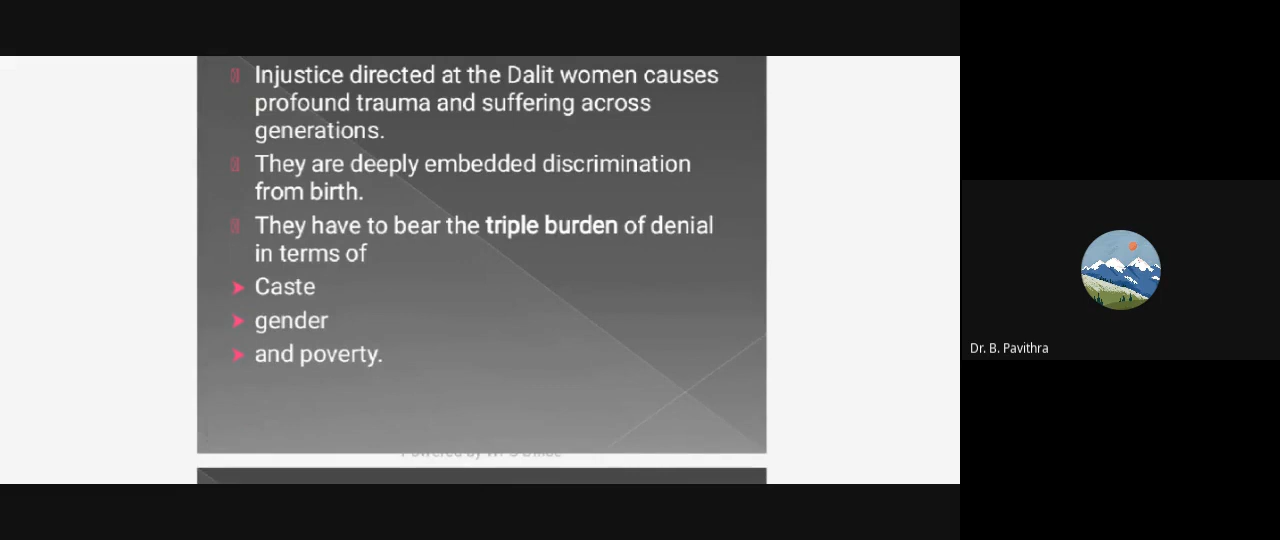 Injustice directed at the Dalit women causes
profound trauma and suffering across
generations.
They are deeply embedded discrimination
from birth.
They have to bear the triple burden of denial
in terms of
Caste
gender
and poverty.
Dr. B. Pavithra